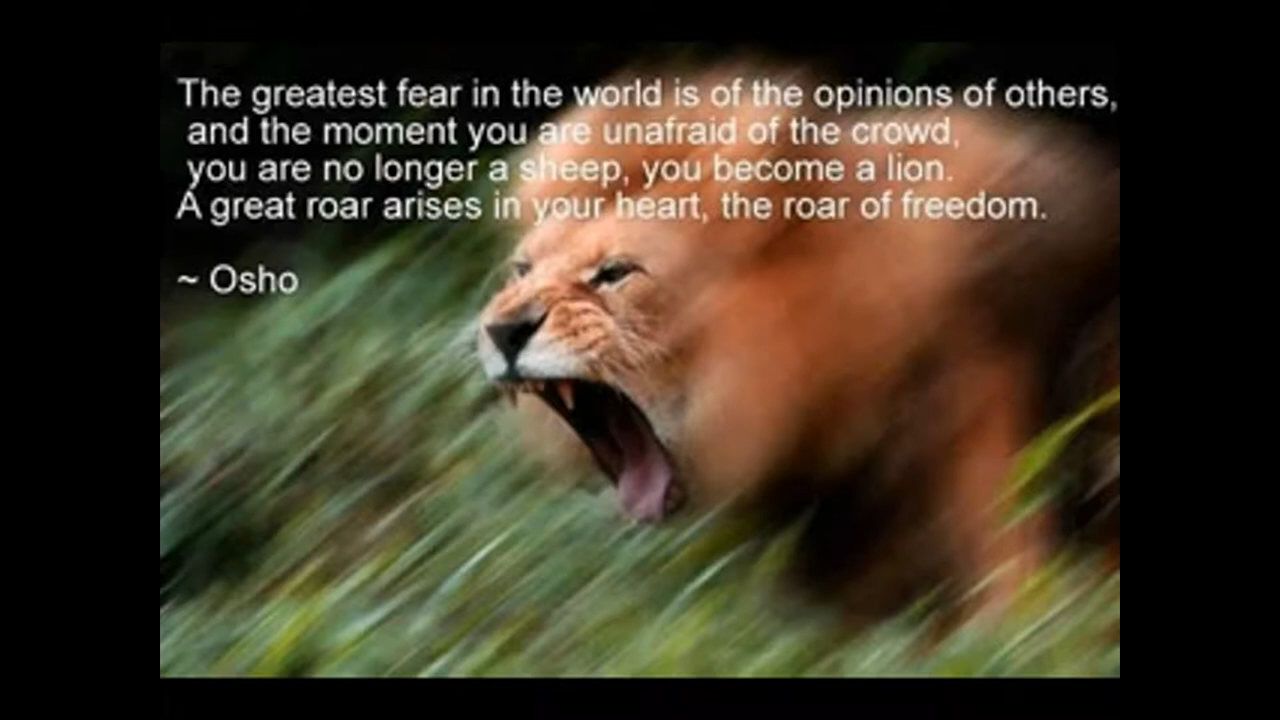 The greatest fear in the world is of the opinions of others,
and the moment you are unafraid of the crowd,
you are no longer a sheep, you become a lion.
A great roar arises in your heart, the roar of freedom.
~ Osho